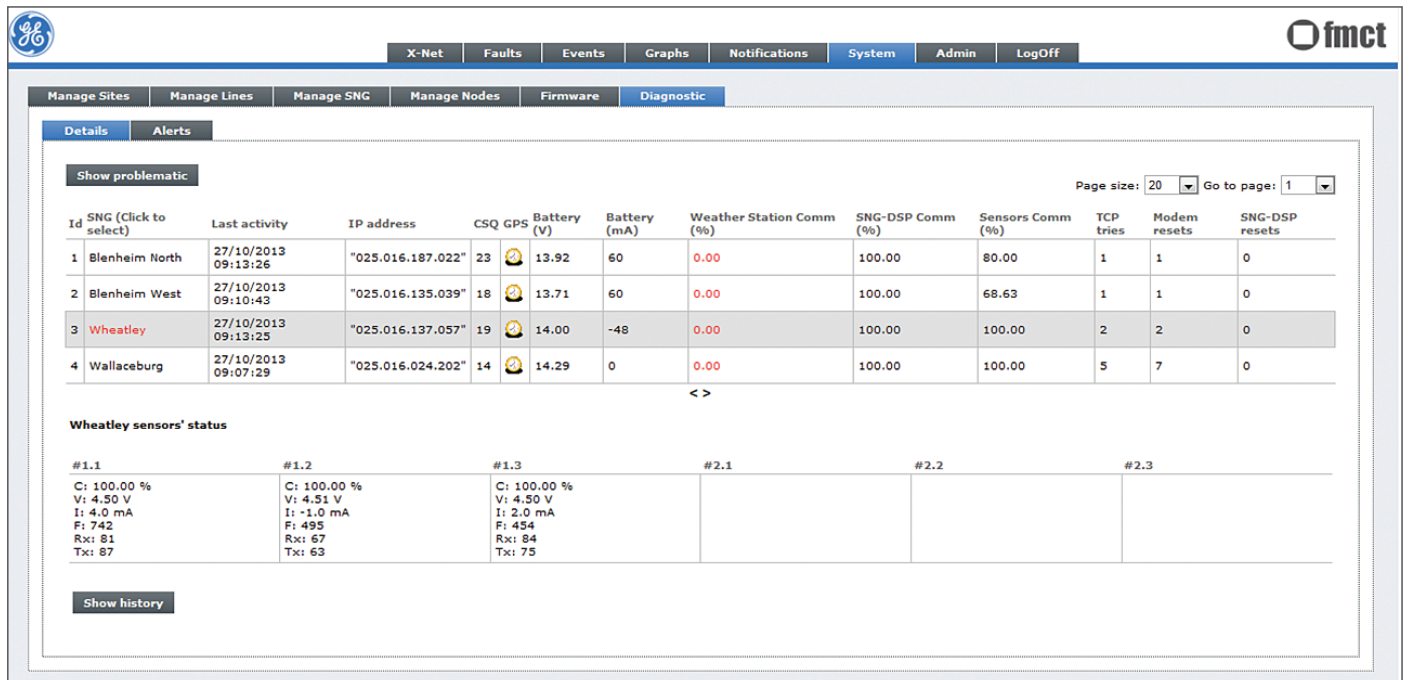 fmct
X-Net Faults Events Graphs Notifications System Admin LogOff
Manage Sites Manage Lines Manage SNG Manage Nodes Firmware Diagnostic
Details Alerts
Show problematic
Page size: 20 Go to page: 1
Id SNG (Click to select) Last activity IP address CSQ GPS Battery (V) Battery (mA) Weather Station Comm (%) SNG-DSP Comm (%) Sensors Comm (%) TCP tries Modem resets SNG-DSP resets
1 Blenheim North 27/10/2013 09:13:26 "025.016.187.022" 23 13.92 60 0.00 100.00 80.00 1 1 0
2 Blenheim West 27/10/2013 09:10:43 "025.016.135.039" 18 13.71 60 0.00 100.00 68.63 1 1 0
3 Wheatley 27/10/2013 09:13:25 "025.016.137.057" 19 14.00 -48 0.00 100.00 100.00 2 2 0
4 Wallaceburg 27/10/2013 09:07:29 "025.016.024.202" 14 14.29 0 0.00 100.00 100.00 5 7 0
< >
Wheatley sensors' status
#1.1 #1.2 #1.3 #2.1 #2.2 #2.3
C: 100.00 % C: 100.00 % C: 100.00 %
V: 4.50 V V: 4.51 V V: 4.50 V
I: 4.0 mA I: -1.0 mA I: 2.0 mA
F: 742 F: 495 F: 454
Rx: 81 Rx: 67 Rx: 84
Tx: 87 Tx: 63 Tx: 75
Show history